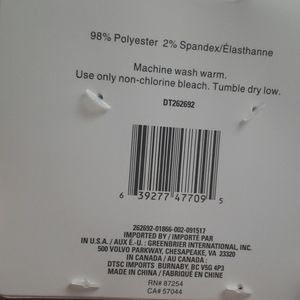 98% Polyester 2% Spandex/Élasthanne
Machine wash warm.
Use only non-chlorine bleach. Tumble dry low.
DT262692
6 39277 47709 5
262692-01866-002-091517
IMPORTED BY / IMPORTÉ PAR
IN U.S.A. / AUX É.-U. : GREENBRIER INTERNATIONAL, INC.
500 VOLVO PARKWAY, CHESAPEAKE, VA 23320
IN CANADA / AU CANADA :
DTSC IMPORTS BURNABY, BC V5G 4P3
MADE IN CHINA / FABRIQUÉ EN CHINE
RN# 87254
CA# 57044